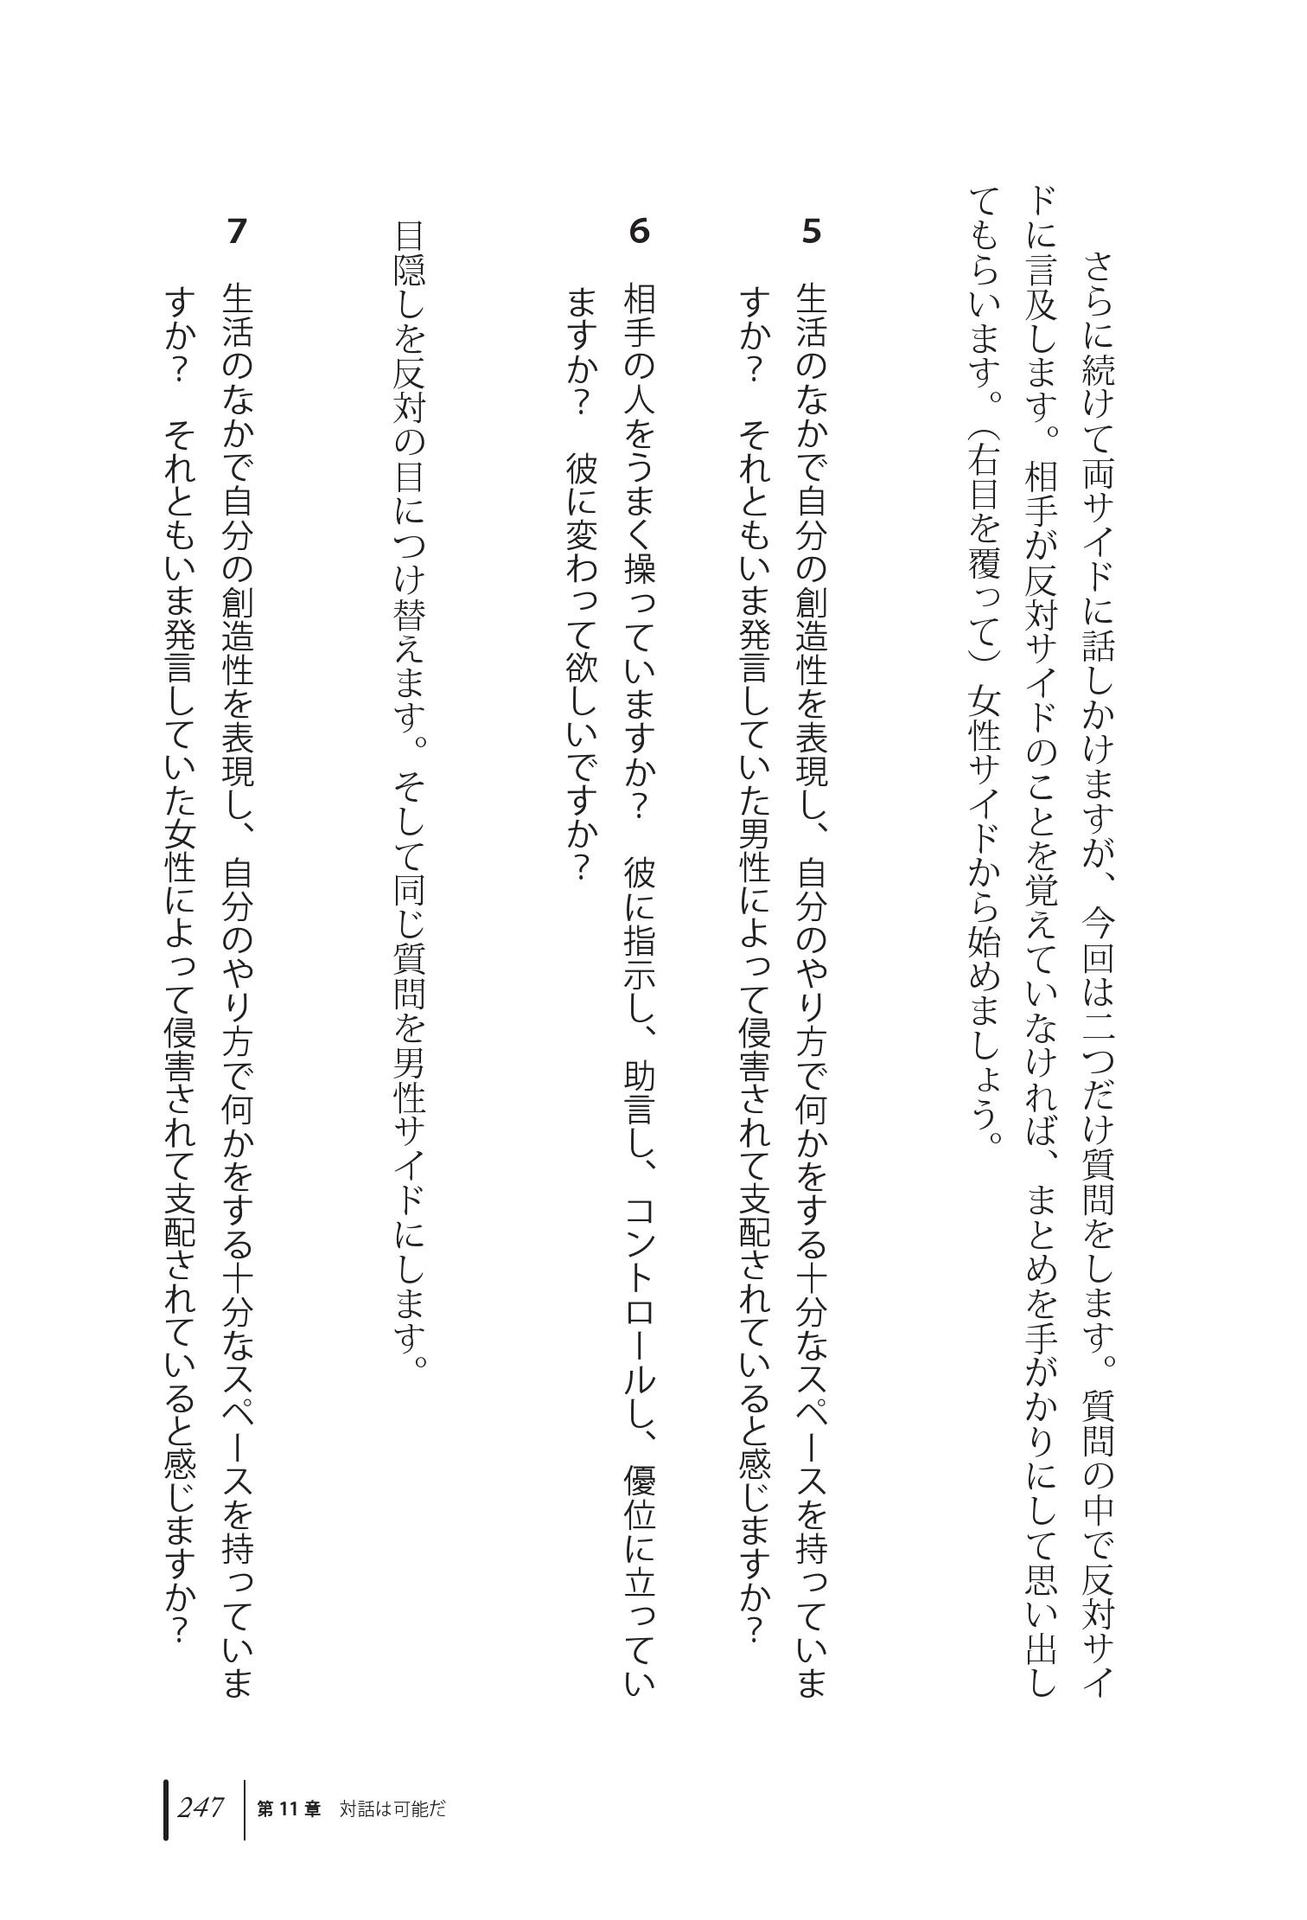 さらに続けて両サイドに話しかけますが、今回は二つだけ質問をします。質問の中で反対サイ
ドに言及します。相手が反対サイドのことを覚えていなければ、まとめを手がかりにして思い出し
てもらいます。（右目を覆って）女性サイドから始めましょう。
5 生活のなかで自分の創造性を表現し、自分のやり方で何かをする十分なスペースを持っていま
すか？　それともいま発言していた男性によって侵害されて支配されていると感じますか？
6 相手の人をうまく操っていますか？　彼に指示し、助言し、コントロールし、優位に立ってい
ますか？　彼に変わって欲しいですか？
目隠しを反対の目につけ替えます。そして同じ質問を男性サイドにします。
7 生活のなかで自分の創造性を表現し、自分のやり方で何かをする十分なスペースを持っていま
すか？　それともいま発言していた女性によって侵害されて支配されていると感じますか？
247 第11章　対話は可能だ